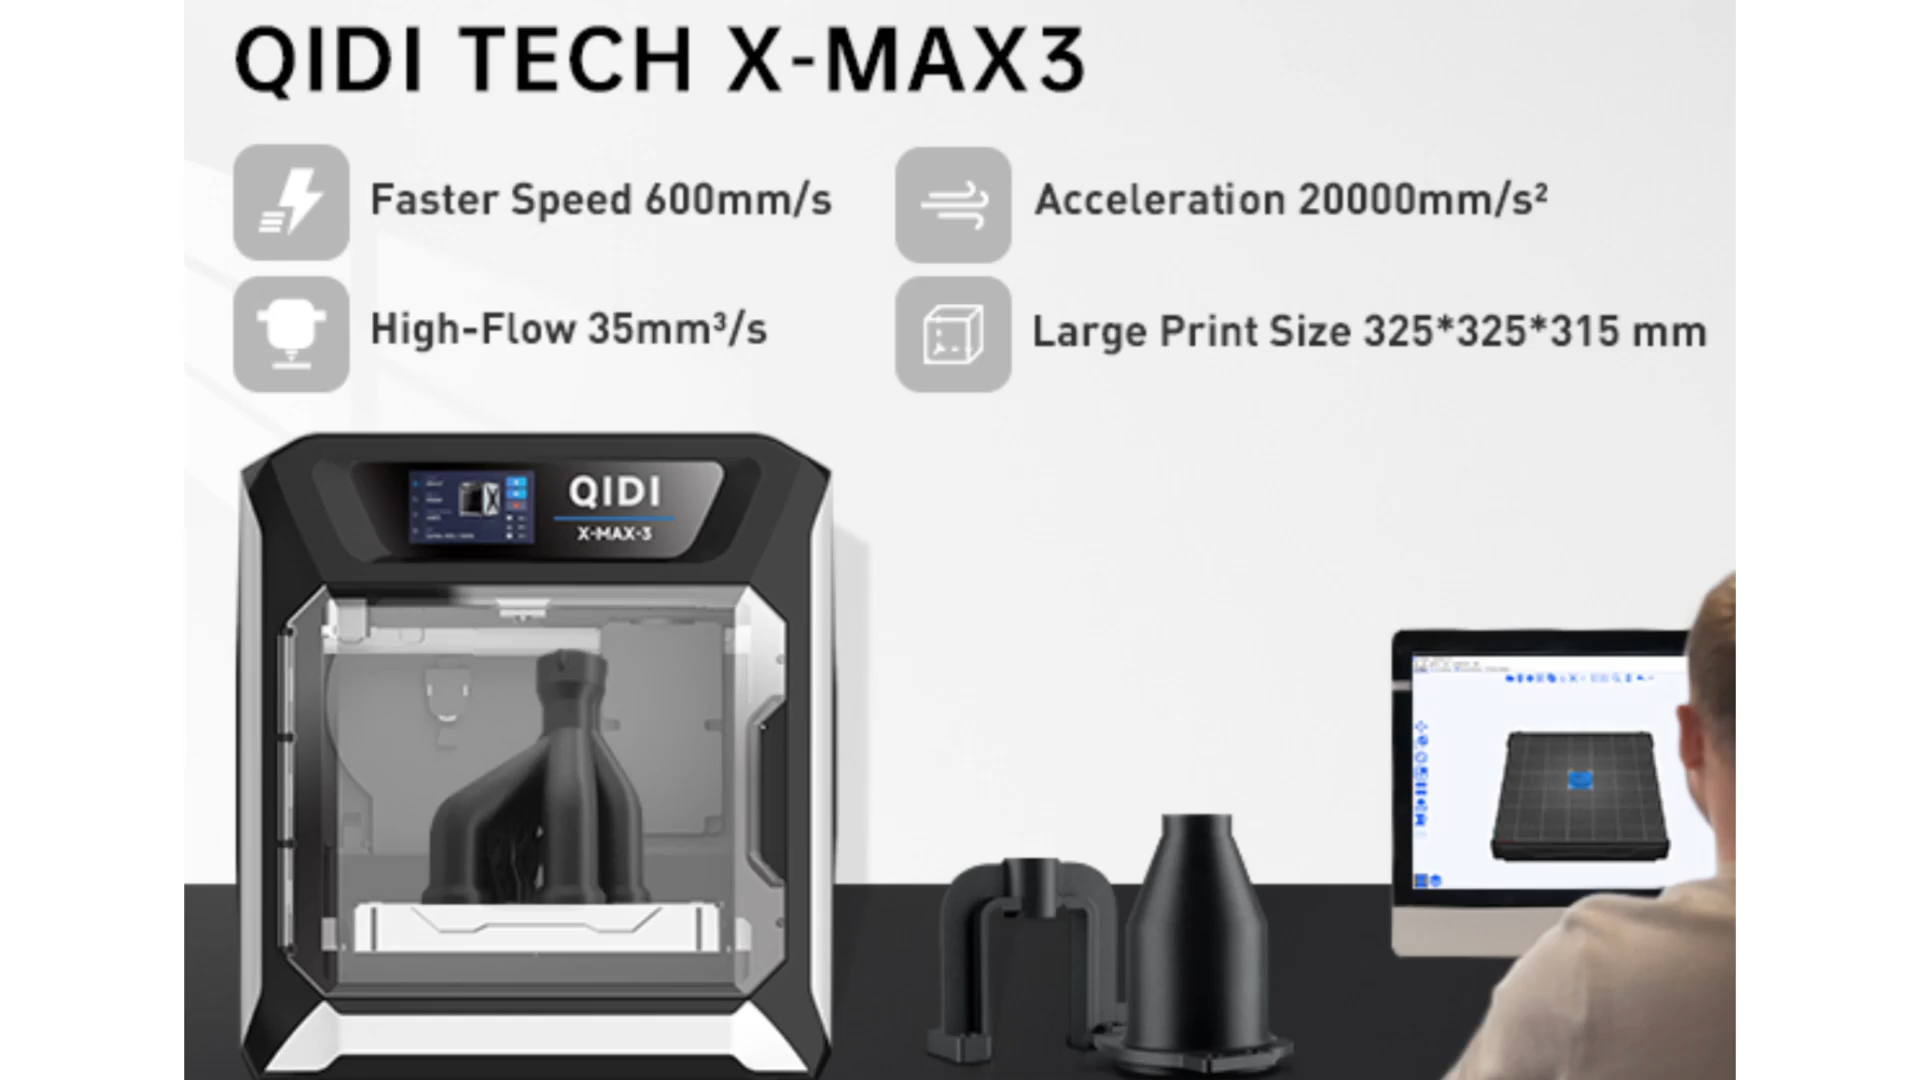 QIDI TECH X-MAX3
Faster Speed 600mm/s
Acceleration 20000mm/s²
High-Flow 35mm³/s
Large Print Size 325*325*315 mm
QIDI
X-MAX-3